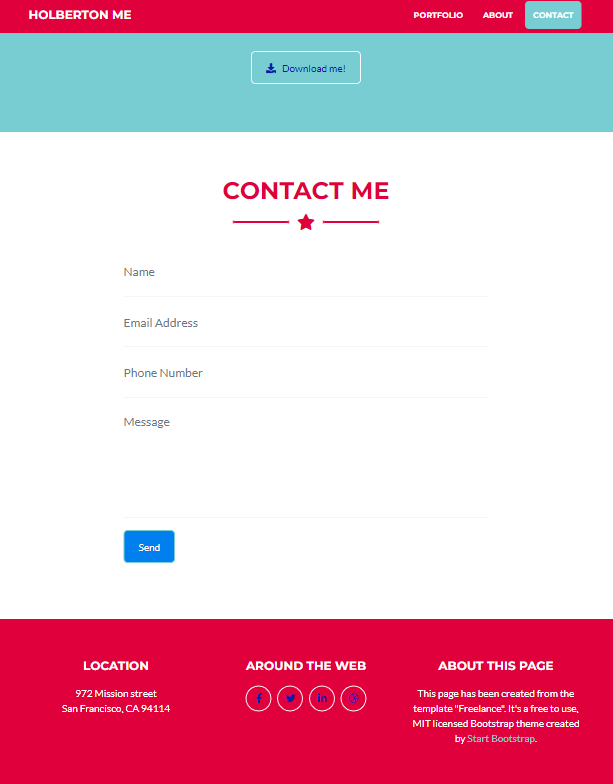 HOLBERTON ME
PORTFOLIO
ABOUT
CONTACT
Download me!
CONTACT ME
Name
Email Address
Phone Number
Message
Send
LOCATION
972 Mission street
San Francisco, CA 94114
AROUND THE WEB
ABOUT THIS PAGE
This page has been created from the
template "Freelance". It's a free to use,
MIT licensed Bootstrap theme created
by Start Bootstrap.